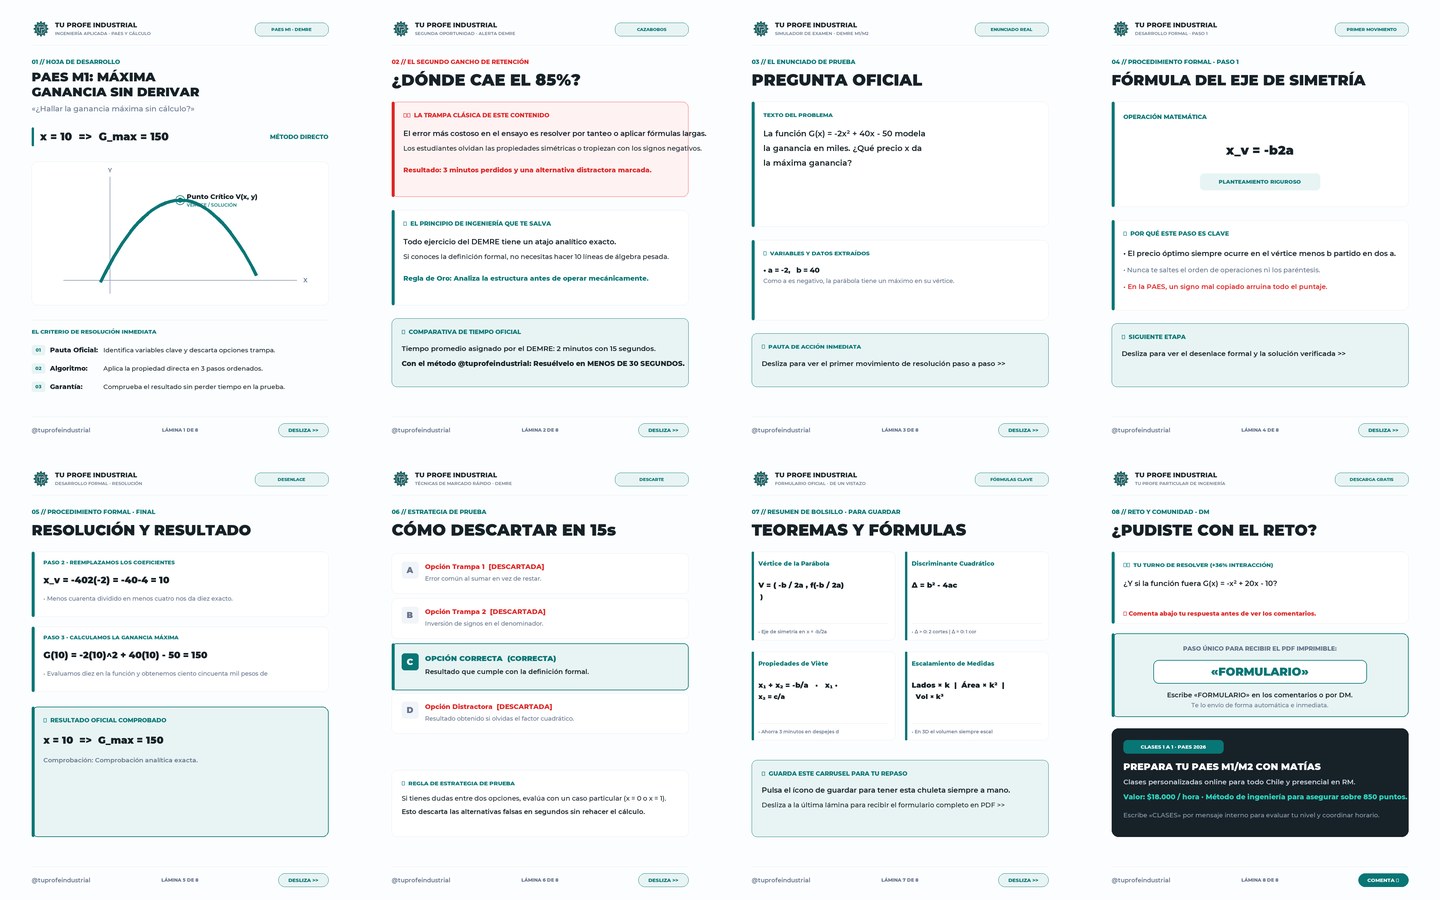 TU PROFE INDUSTRIAL
INGENIERÍA APLICADA · PAES Y CÁLCULO
PAES M1 · DEMRE
01 // HOJA DE DESARROLLO
PAES M1: MÁXIMA
GANANCIA SIN DERIVAR
«¿Hallar la ganancia máxima sin cálculo?»
x = 10 => G_max = 150
MÉTODO DIRECTO
Y
Punto Crítico V(x, y)
VÉRTICE / SOLUCIÓN
X
EL CRITERIO DE RESOLUCIÓN INMEDIATA
01 Pauta Oficial: Identifica variables clave y descarta opciones trampa.
02 Algoritmo: Aplica la propiedad directa en 3 pasos ordenados.
03 Garantía: Comprueba el resultado sin perder tiempo en la prueba.
@tuprofeindustrial
LÁMINA 1 DE 8
DESLIZA >>
TU PROFE INDUSTRIAL
SEGUNDA OPORTUNIDAD · ALERTA DEMRE
CAZABOBOS
02 // EL SEGUNDO GANCHO DE RETENCIÓN
¿DÓNDE CAE EL 85%?
LA TRAMPA CLÁSICA DE ESTE CONTENIDO
El error más costoso en el ensayo es resolver por tanteo o aplicar fórmulas largas.
Los estudiantes olvidan las propiedades simétricas o tropiezan con los signos negativos.
Resultado: 3 minutos perdidos y una alternativa distractora marcada.
EL PRINCIPIO DE INGENIERÍA QUE TE SALVA
Todo ejercicio del DEMRE tiene un atajo analítico exacto.
Si conoces la definición formal, no necesitas hacer 10 líneas de álgebra pesada.
Regla de Oro: Analiza la estructura antes de operar mecánicamente.
COMPARATIVA DE TIEMPO OFICIAL
Tiempo promedio asignado por el DEMRE: 2 minutos con 15 segundos.
Con el método @tuprofeindustrial: Resuélvelo en MENOS DE 30 SEGUNDOS.
@tuprofeindustrial
LÁMINA 2 DE 8
DESLIZA >>
TU PROFE INDUSTRIAL
SIMULADOR DE EXAMEN · DEMRE M1/M2
ENUNCIADO REAL
03 // EL ENUNCIADO DE PRUEBA
PREGUNTA OFICIAL
TEXTO DEL PROBLEMA
La función G(x) = -2x² + 40x - 50 modela
la ganancia en miles. ¿Qué precio x da
la máxima ganancia?
VARIABLES Y DATOS EXTRAÍDOS
• a = -2, b = 40
Como a es negativo, la parábola tiene un máximo en su vértice.
PAUTA DE ACCIÓN INMEDIATA
Desliza para ver el primer movimiento de resolución paso a paso >>
@tuprofeindustrial
LÁMINA 3 DE 8
DESLIZA >>
TU PROFE INDUSTRIAL
DESARROLLO FORMAL · PASO 1
PRIMER MOVIMIENTO
04 // PROCEDIMIENTO FORMAL · PASO 1
FÓRMULA DEL EJE DE SIMETRÍA
OPERACIÓN MATEMÁTICA
x_v = -b2a
PLANTEAMIENTO RIGUROSO
POR QUÉ ESTE PASO ES CLAVE
• El precio óptimo siempre ocurre en el vértice menos b partido en dos a.
• Nunca te saltes el orden de operaciones ni los paréntesis.
• En la PAES, un signo mal copiado arruina todo el puntaje.
SIGUIENTE ETAPA
Desliza para ver el desenlace formal y la solución verificada >>
@tuprofeindustrial
LÁMINA 4 DE 8
DESLIZA >>
TU PROFE INDUSTRIAL
DESARROLLO FORMAL · RESOLUCIÓN
DESENLACE
05 // PROCEDIMIENTO FORMAL · FINAL
RESOLUCIÓN Y RESULTADO
PASO 2 · REEMPLAZAMOS LOS COEFICIENTES
x_v = -402(-2) = -40-4 = 10
• Menos cuarenta dividido en menos cuatro nos da diez exacto.
PASO 3 · CALCULAMOS LA GANANCIA MÁXIMA
G(10) = -2(10)^2 + 40(10) - 50 = 150
• Evaluamos diez en la función y obtenemos ciento cincuenta mil pesos de
RESULTADO OFICIAL COMPROBADO
x = 10 => G_max = 150
Comprobación: Comprobación analítica exacta.
@tuprofeindustrial
LÁMINA 5 DE 8
DESLIZA >>
TU PROFE INDUSTRIAL
TÉCNICAS DE MARCADO RÁPIDO · DEMRE
DESCARTE
06 // ESTRATEGIA DE PRUEBA
CÓMO DESCARTAR EN 15s
A Opción Trampa 1 [DESCARTADA]
Error común al sumar en vez de restar.
B Opción Trampa 2 [DESCARTADA]
Inversión de signos en el denominador.
C OPCIÓN CORRECTA (CORRECTA)
Resultado que cumple con la definición formal.
D Opción Distractora [DESCARTADA]
Resultado obtenido si olvidas el factor cuadrático.
REGLA DE ESTRATEGIA DE PRUEBA
Si tienes dudas entre dos opciones, evalúa con un caso particular (x = 0 o x = 1).
Esto descarta las alternativas falsas en segundos sin rehacer el cálculo.
@tuprofeindustrial
LÁMINA 6 DE 8
DESLIZA >>
TU PROFE INDUSTRIAL
FORMULARIO OFICIAL · DE UN VISTAZO
FÓRMULAS CLAVE
07 // RESUMEN DE BOLSILLO · PARA GUARDAR
TEOREMAS Y FÓRMULAS
Vértice de la Parábola
V = ( -b / 2a , f(-b / 2a)
)
• Eje de simetría en x = -b/2a
Discriminante Cuadrático
Δ = b² - 4ac
• Δ > 0: 2 cortes | Δ = 0: 1 cor
Propiedades de Viète
x₁ + x₂ = -b/a • x₁ ·
x₂ = c/a
• Ahorra 3 minutos en despejes d
Escalamiento de Medidas
Lados × k | Área × k² |
Vol × k³
• En 3D el volumen siempre escal
GUARDA ESTE CARRUSEL PARA TU REPASO
Pulsa el ícono de guardar para tener esta chuleta siempre a mano.
Desliza a la última lámina para recibir el formulario completo en PDF >>
@tuprofeindustrial
LÁMINA 7 DE 8
DESLIZA >>
TU PROFE INDUSTRIAL
TU PROFE PARTICULAR DE INGENIERÍA
DESCARGA GRATIS
08 // RETO Y COMUNIDAD · DM
¿PUDISTE CON EL RETO?
TU TURNO DE RESOLVER (+36% INTERACCIÓN)
¿Y si la función fuera G(x) = -x² + 20x - 10?
Comenta abajo tu respuesta antes de ver los comentarios.
PASO ÚNICO PARA RECIBIR EL PDF IMPRIMIBLE:
«FORMULARIO»
Escribe «FORMULARIO» en los comentarios o por DM.
Te lo envío de forma automática e inmediata.
CLASES 1 A 1 · PAES 2026
PREPARA TU PAES M1/M2 CON MATÍAS
Clases personalizadas online para todo Chile y presencial en RM.
Valor: $18.000 / hora · Método de ingeniería para asegurar sobre 850 puntos.
Escribe «CLASES» por mensaje interno para evaluar tu nivel y coordinar horario.
@tuprofeindustrial
LÁMINA 8 DE 8
COMENTA